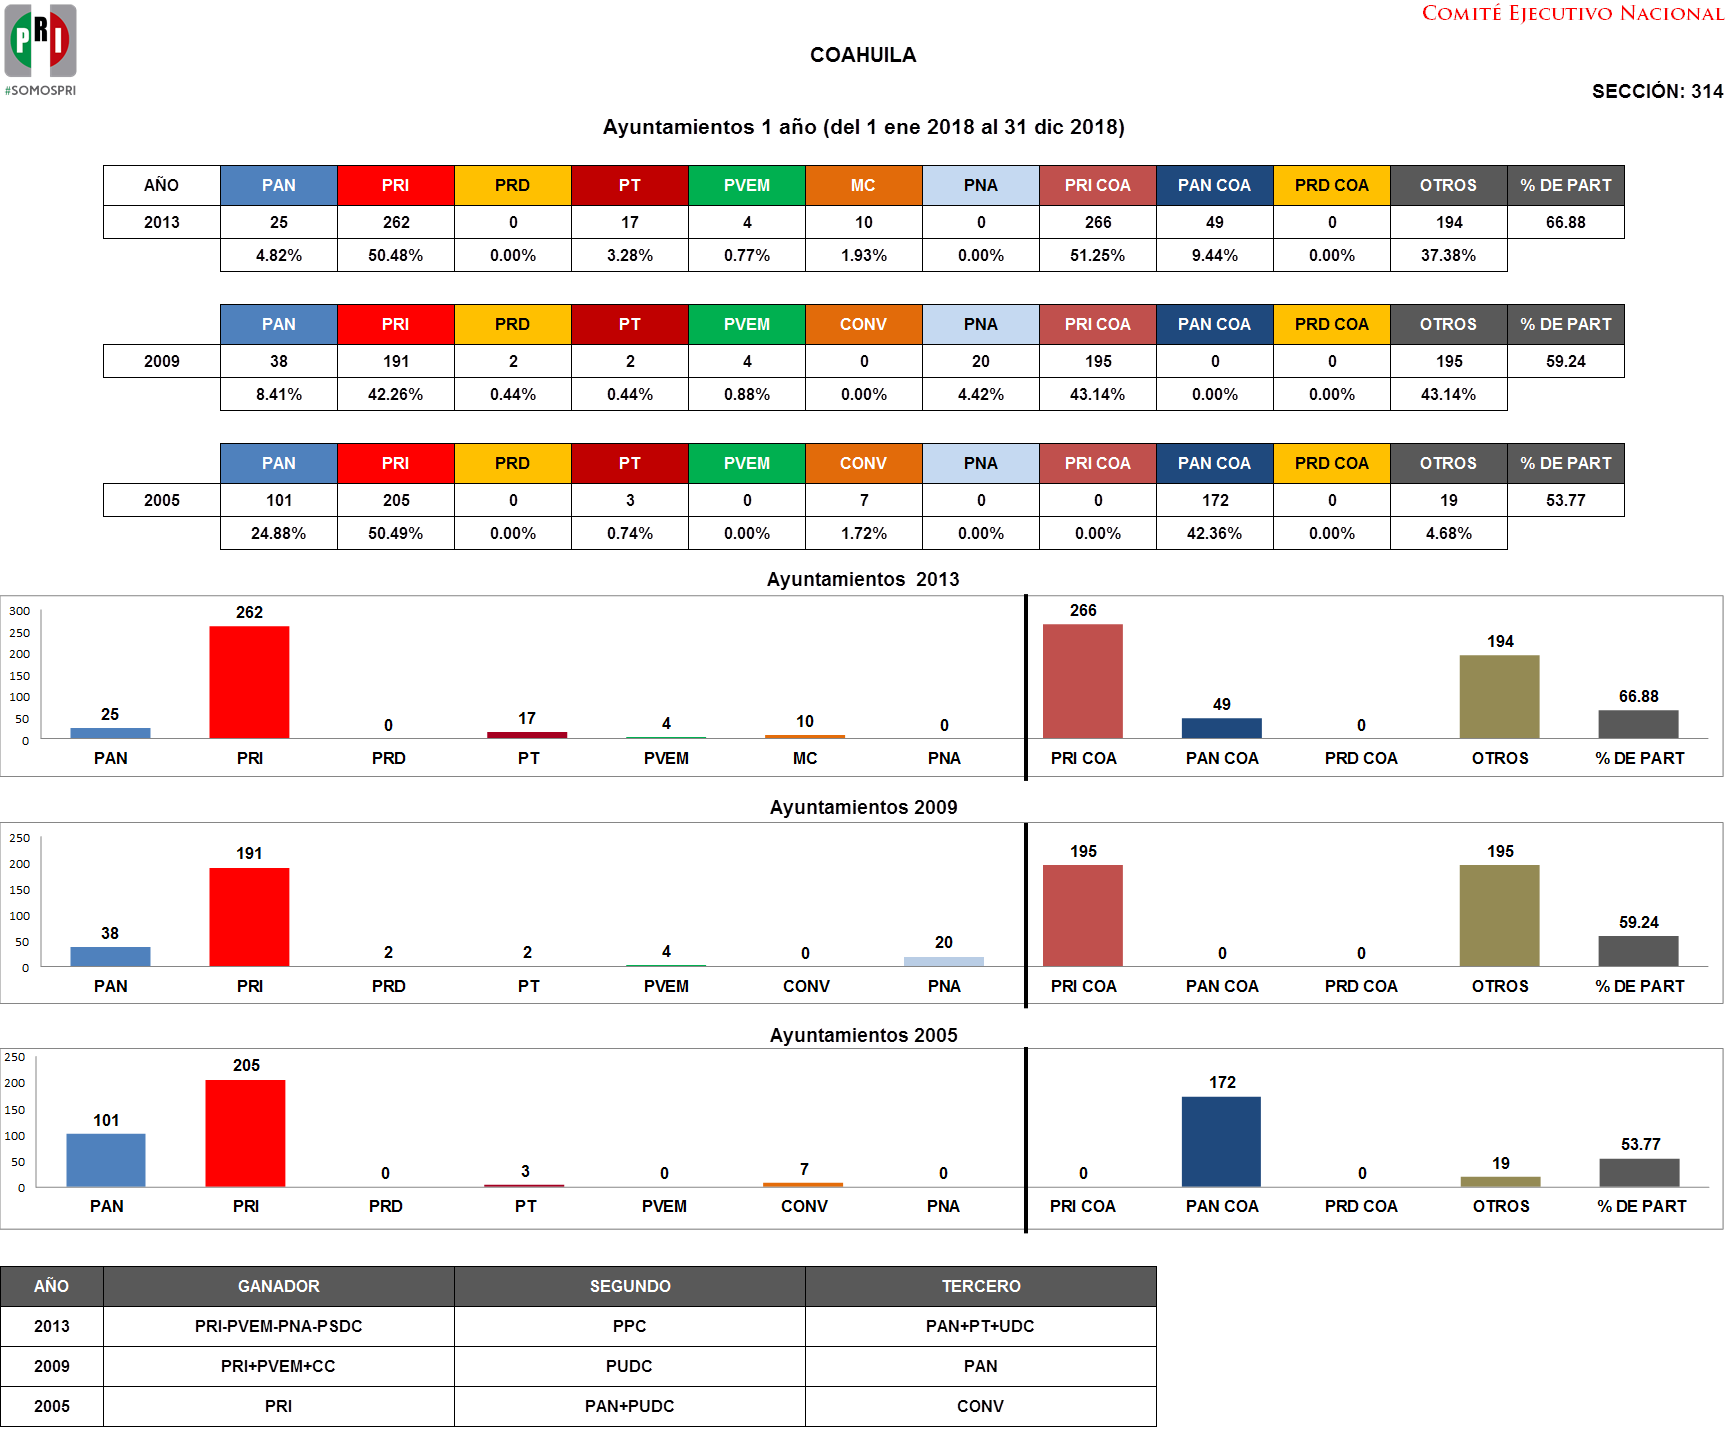 COMITÉ EJECUTIVO NACIONAL
PRI
#SOMOSPRI
COAHUILA
SECCIÓN: 314
Ayuntamientos 1 año (del 1 ene 2018 al 31 dic 2018)
AÑO PAN PRI PRD PT PVEM MC PNA PRI COA PAN COA PRD COA OTROS % DE PART
2013 25 262 0 17 4 10 0 266 49 0 194 66.88
4.82% 50.48% 0.00% 3.28% 0.77% 1.93% 0.00% 51.25% 9.44% 0.00% 37.38%
PAN PRI PRD PT PVEM CONV PNA PRI COA PAN COA PRD COA OTROS % DE PART
2009 38 191 2 2 4 0 20 195 0 0 195 59.24
8.41% 42.26% 0.44% 0.44% 0.88% 0.00% 4.42% 43.14% 0.00% 0.00% 43.14%
PAN PRI PRD PT PVEM CONV PNA PRI COA PAN COA PRD COA OTROS % DE PART
2005 101 205 0 3 0 7 0 0 172 0 19 53.77
24.88% 50.49% 0.00% 0.74% 0.00% 1.72% 0.00% 0.00% 42.36% 0.00% 4.68%
Ayuntamientos 2013
300
250
200
150
100
50
0
25 262 0 17 4 10 0 266 49 0 194 66.88
PAN PRI PRD PT PVEM MC PNA PRI COA PAN COA PRD COA OTROS % DE PART
Ayuntamientos 2009
250
200
150
100
50
0
38 191 2 2 4 0 20 195 0 0 195 59.24
PAN PRI PRD PT PVEM CONV PNA PRI COA PAN COA PRD COA OTROS % DE PART
Ayuntamientos 2005
250
200
150
100
50
0
101 205 0 3 0 7 0 0 172 0 19 53.77
PAN PRI PRD PT PVEM CONV PNA PRI COA PAN COA PRD COA OTROS % DE PART
AÑO GANADOR SEGUNDO TERCERO
2013 PRI-PVEM-PNA-PSDC PPC PAN+PT+UDC
2009 PRI+PVEM+CC PUDC PAN
2005 PRI PAN+PUDC CONV